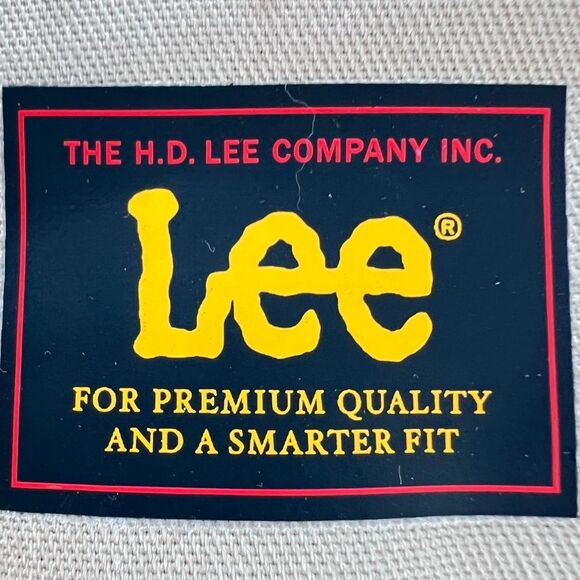 THE H.D. LEE COMPANY INC.
Lee®
FOR PREMIUM QUALITY
AND A SMARTER FIT